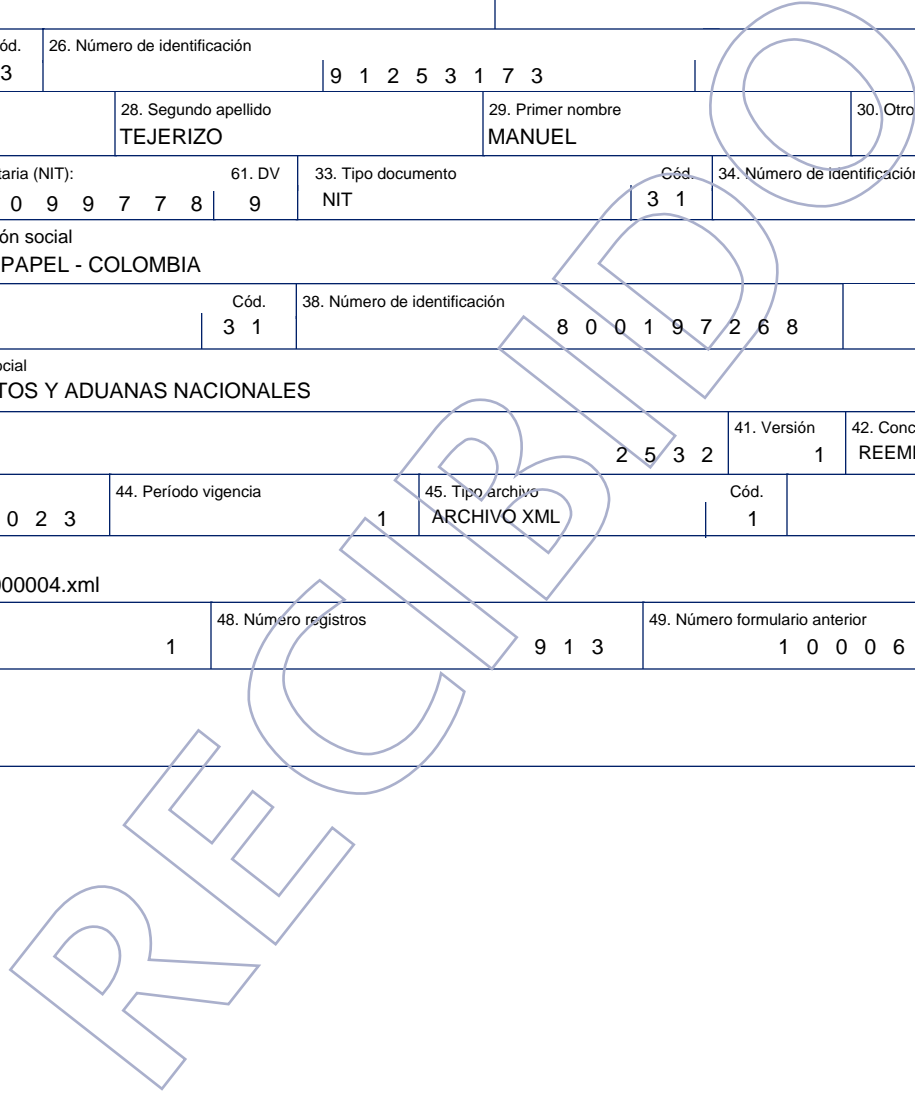 ód. 26. Número de identificación
3 9 1 2 5 3 1 7 3
28. Segundo apellido 29. Primer nombre 30. Otro
TEJERIZO MANUEL
taria (NIT): 61. DV 33. Tipo documento Cód. 34. Número de identificación
0 9 9 7 7 8 9 NIT 3 1
ón social
PAPEL - COLOMBIA
Cód. 38. Número de identificación
3 1 8 0 0 1 9 7 2 6 8
ocial
TOS Y ADUANAS NACIONALES
41. Versión 42. Conc
2 5 3 2 1 REEM
44. Período vigencia 45. Tipo archivo Cód.
0 2 3 1 ARCHIVO XML 1
000004.xml
48. Número registros 49. Número formulario anterior
1 9 1 3 1 0 0 0 6
RECIBIDO